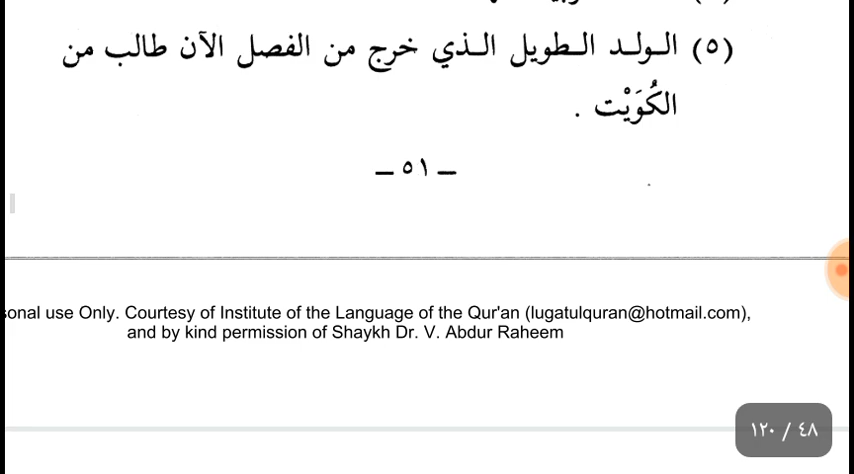 (٥) الولد الطويل الذي خرج من الفصل الآن طالب من
الكُوَيْت .
— ٥١ —
sonal use Only. Courtesy of Institute of the Language of the Qur'an (lugatulquran@hotmail.com),
and by kind permission of Shaykh Dr. V. Abdur Raheem
٤٨ / ١٢٠